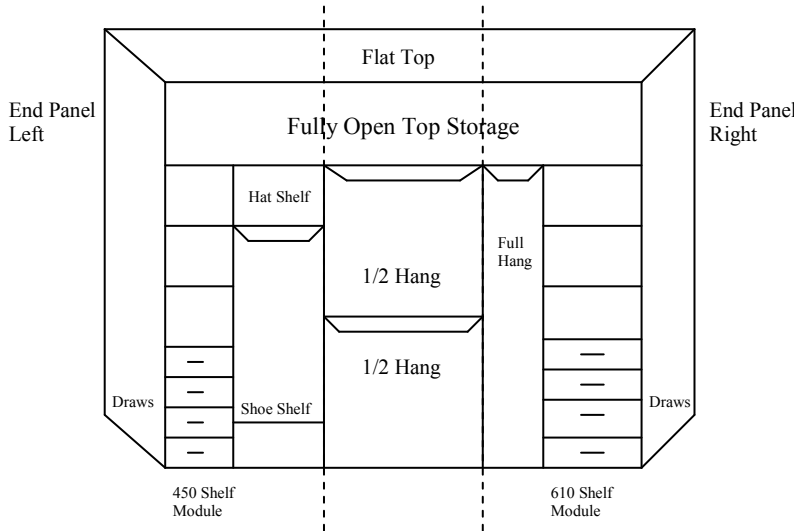 Flat Top
End Panel
Left
End Panel
Right
Fully Open Top Storage
Hat Shelf
Full
Hang
1/2 Hang
1/2 Hang
Draws
Shoe Shelf
Draws
450 Shelf
Module
610 Shelf
Module